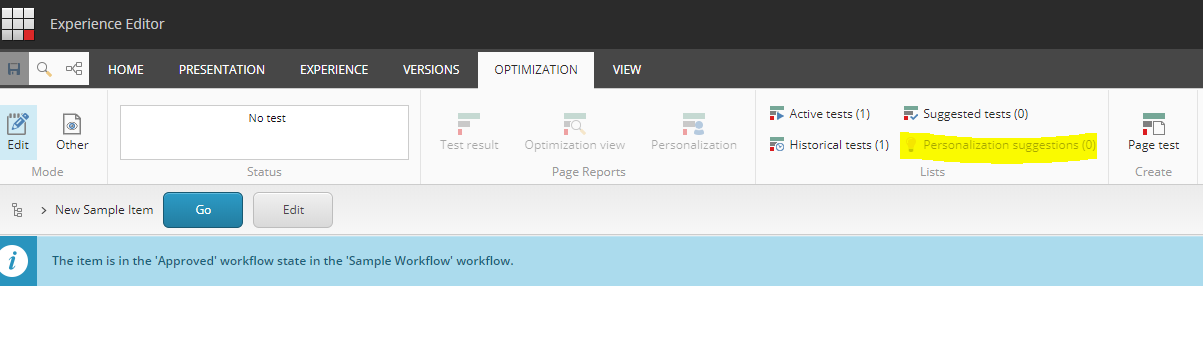 Experience Editor
HOME PRESENTATION EXPERIENCE VERSIONS OPTIMIZATION VIEW
Edit Other
Mode
No test
Status
Test result Optimization view Personalization
Page Reports
Active tests (1) Suggested tests (0)
Historical tests (1) Personalization suggestions (0)
Lists
Page test
Create
New Sample Item Go Edit
The item is in the 'Approved' workflow state in the 'Sample Workflow' workflow.